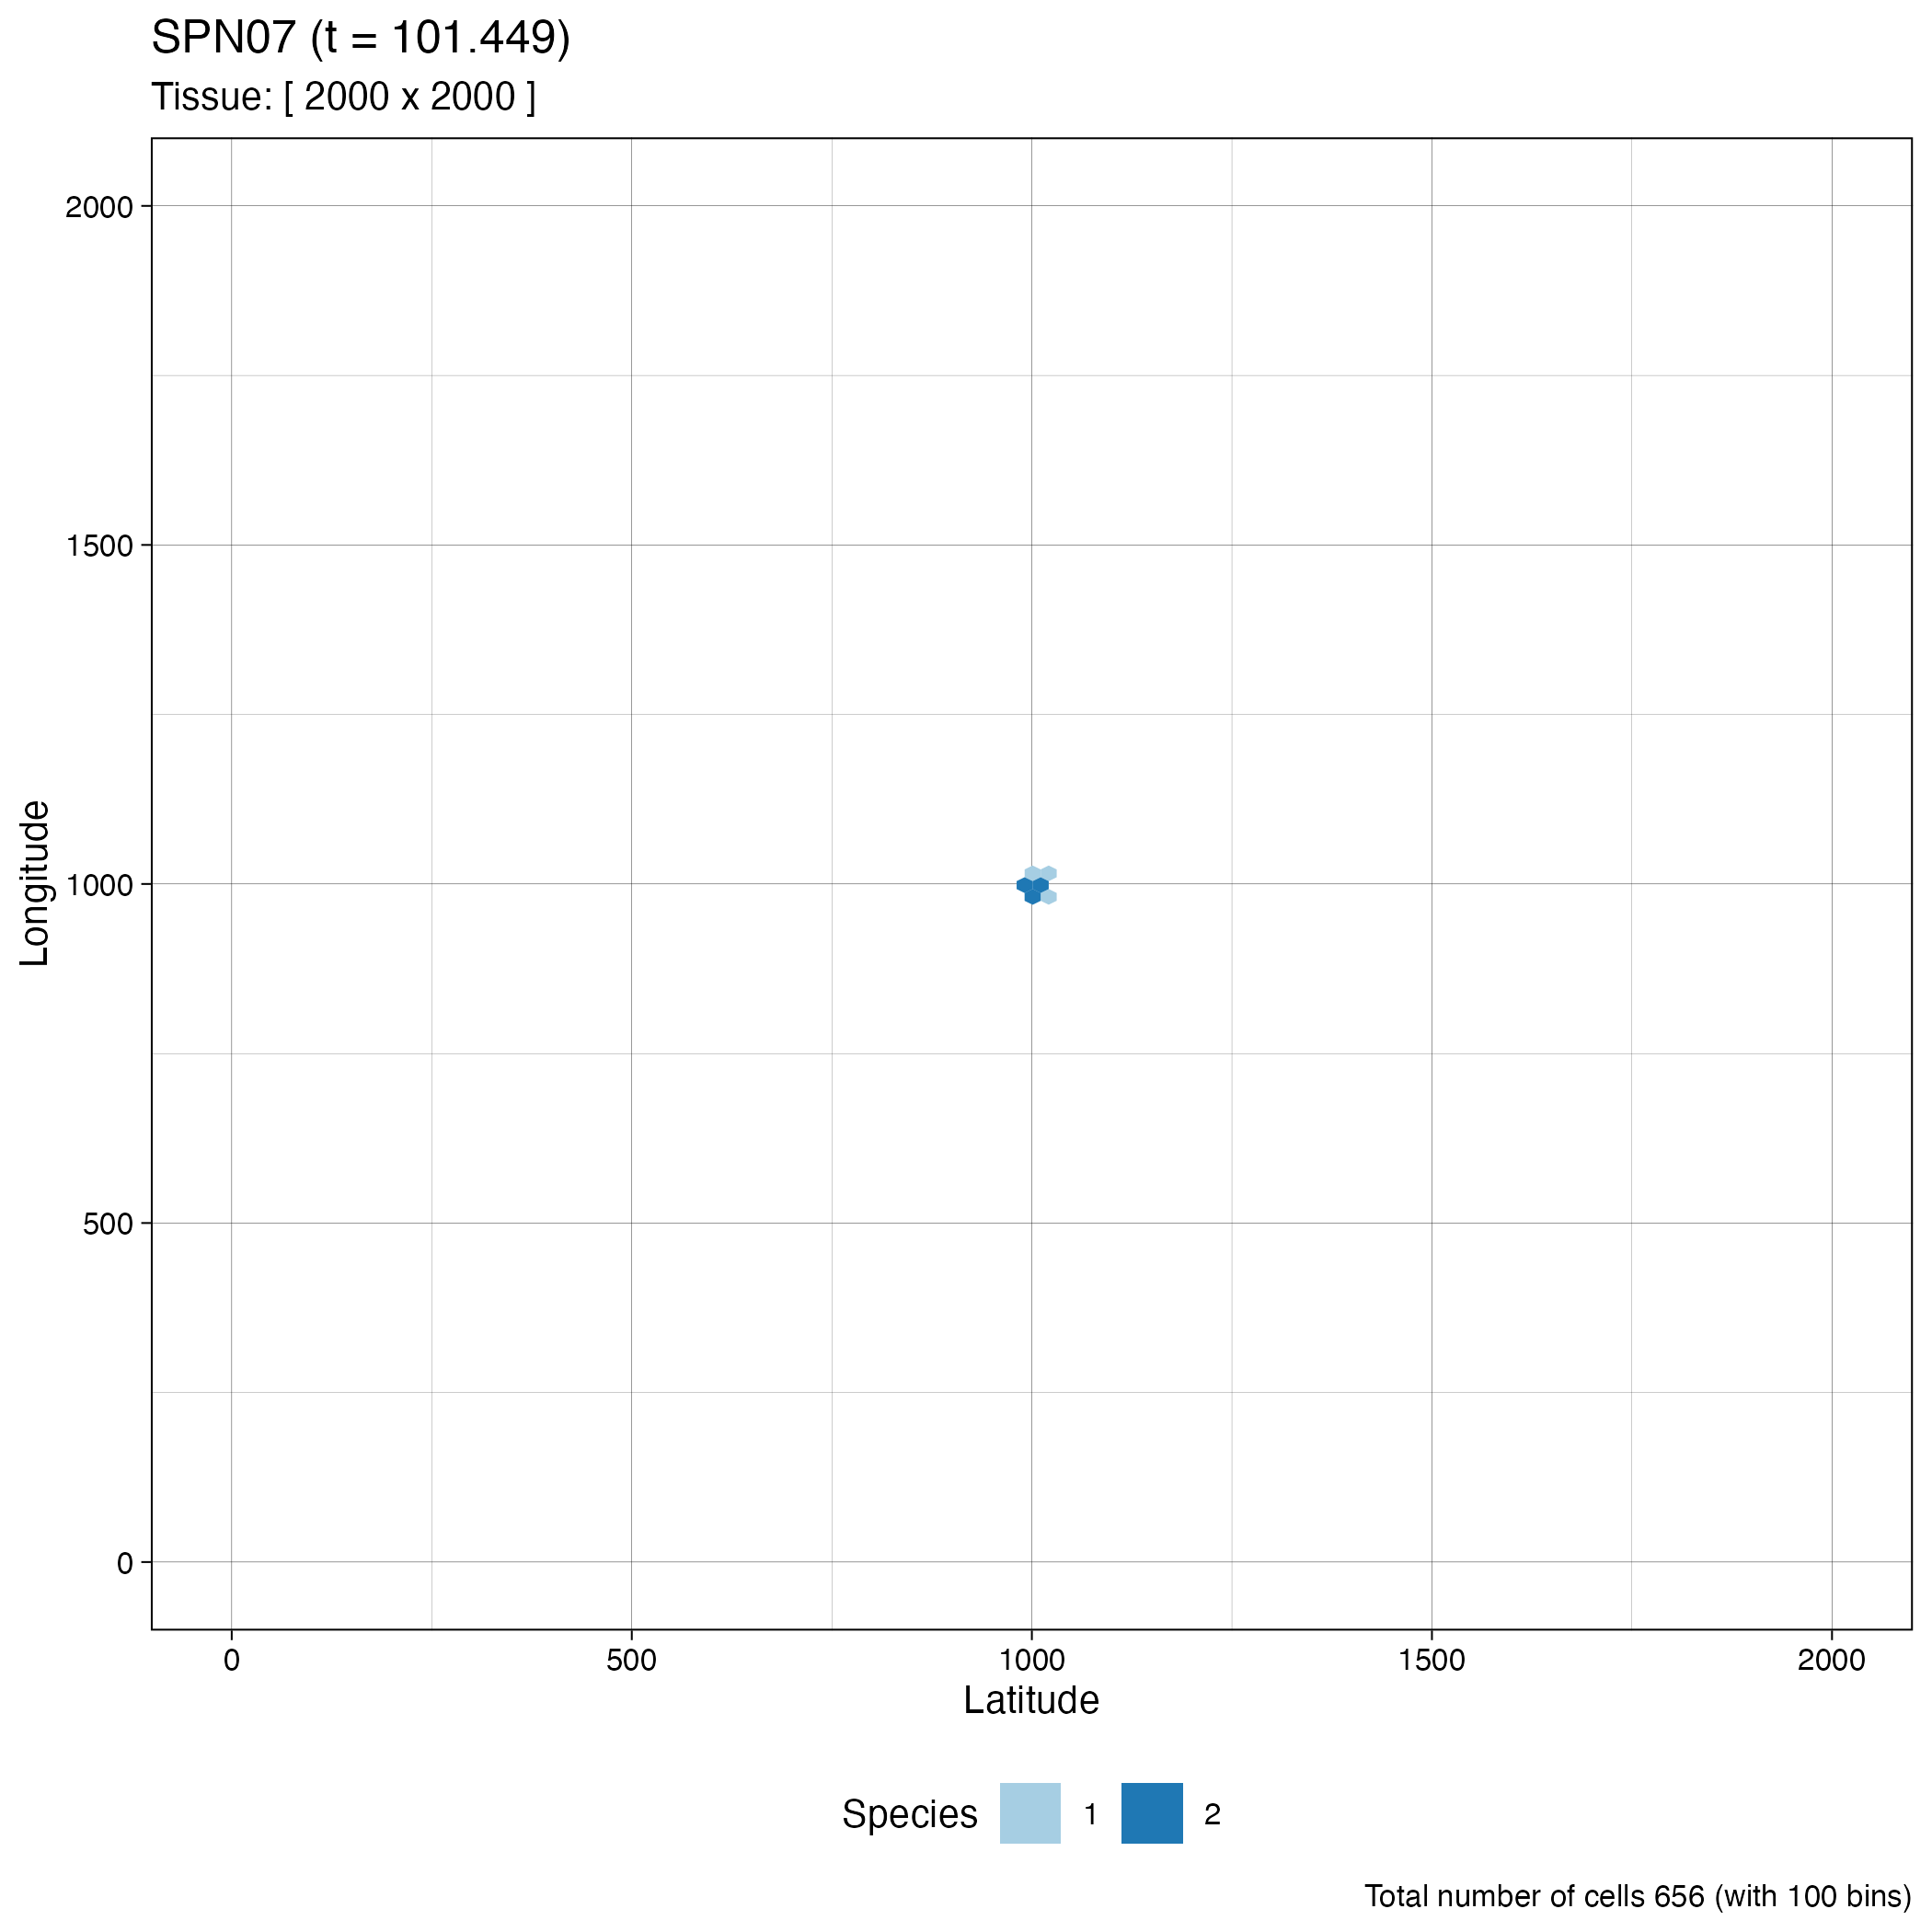 SPN07 (t = 101.449)
Tissue: [ 2000 x 2000 ]
2000
1500
1000
500
0
Longitude
0 500 1000 1500 2000
Latitude
Species 1 2
Total number of cells 656 (with 100 bins)